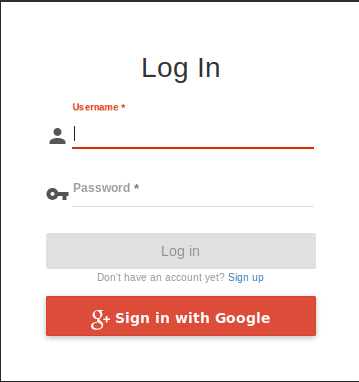 Log In
Username *
Password *
Log in
Don't have an account yet? Sign up
g+ Sign in with Google